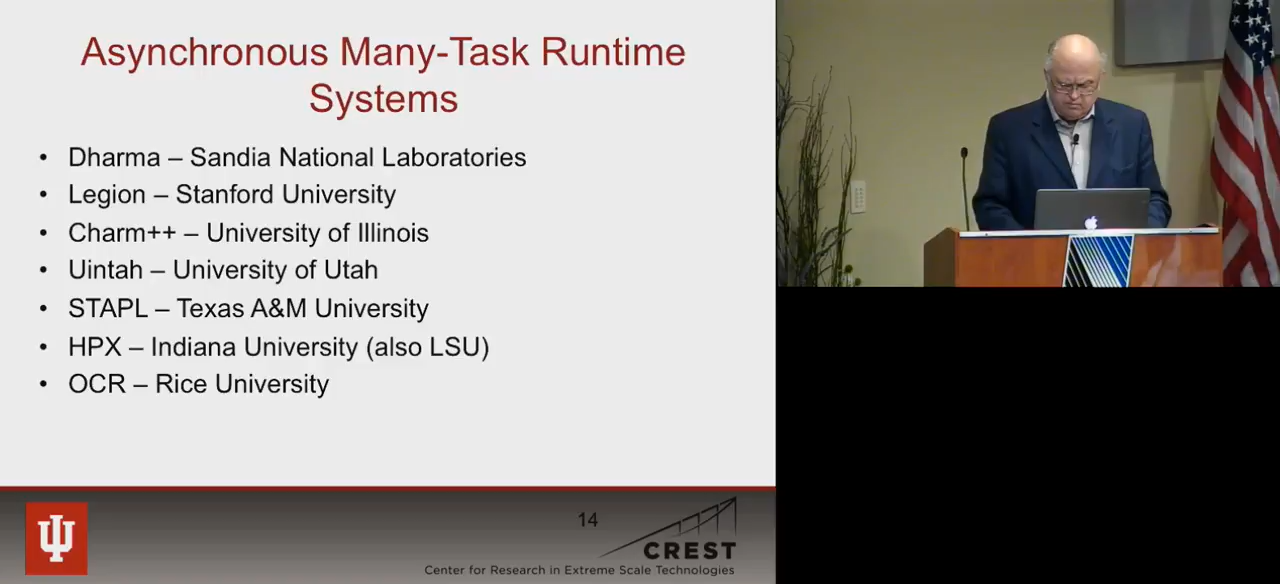 Asynchronous Many-Task Runtime
Systems
• Dharma – Sandia National Laboratories
• Legion – Stanford University
• Charm++ – University of Illinois
• Uintah – University of Utah
• STAPL – Texas A&M University
• HPX – Indiana University (also LSU)
• OCR – Rice University
14
CREST
Center for Research in Extreme Scale Technologies